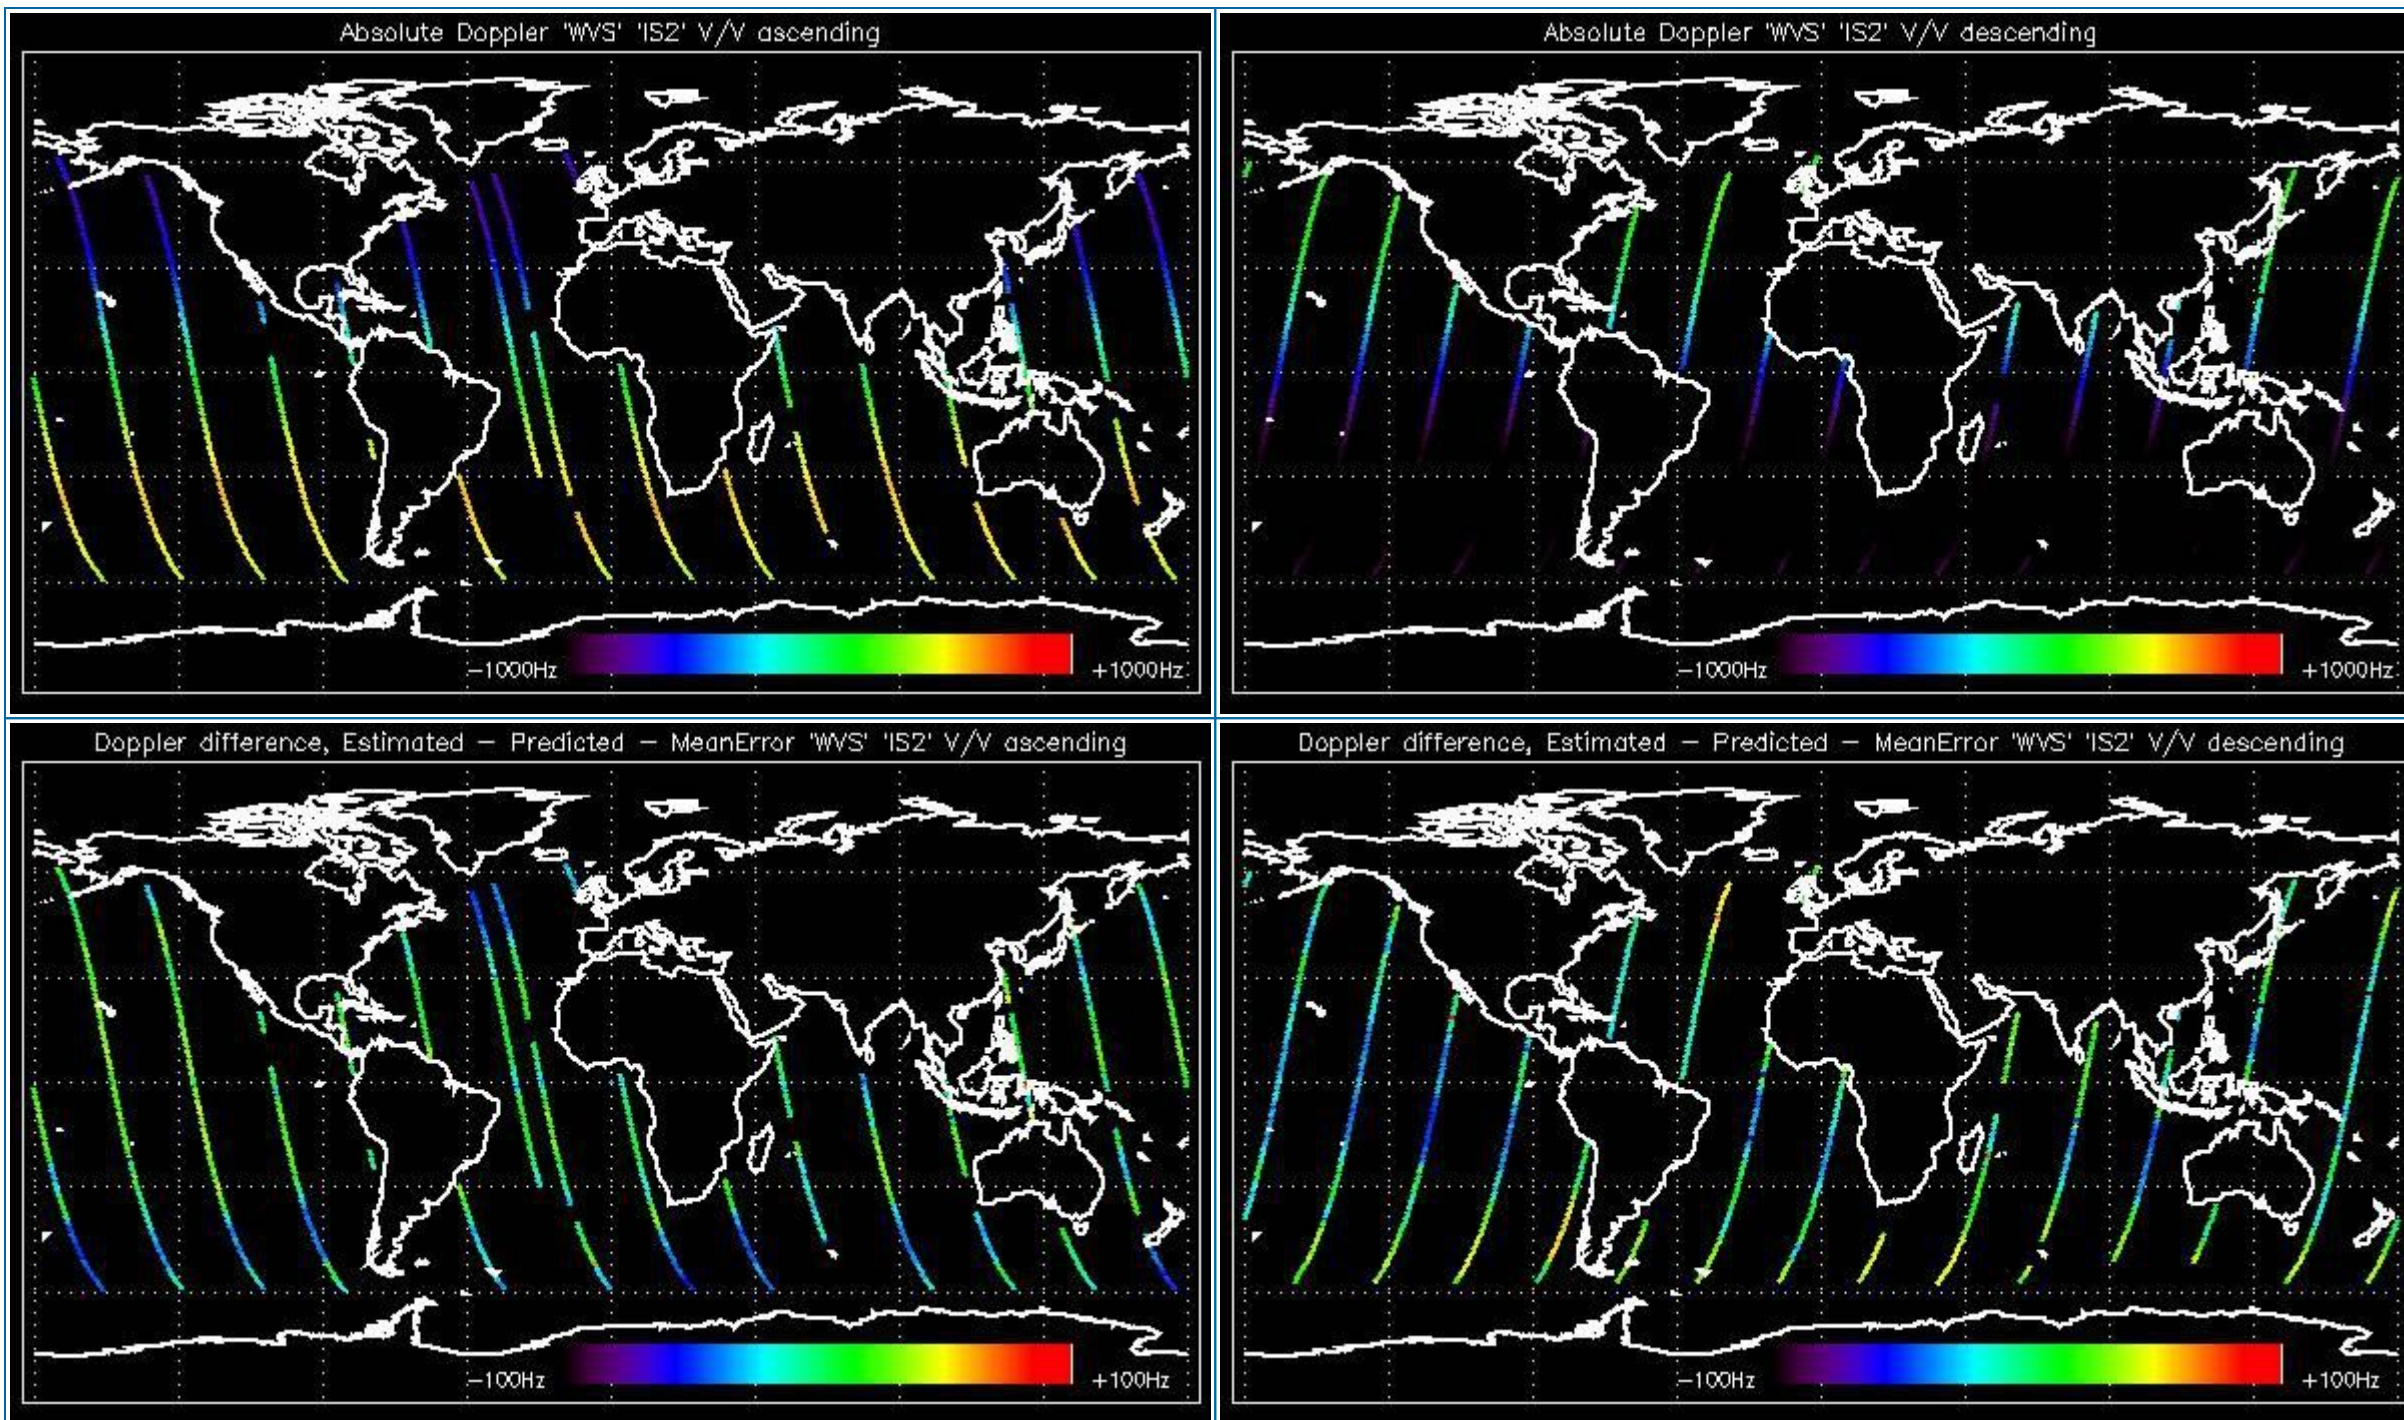 Absolute Doppler 'WVS' 'IS2' V/V ascending
−1000Hz +1000Hz
Absolute Doppler 'WVS' 'IS2' V/V descending
−1000Hz +1000Hz
Doppler difference, Estimated − Predicted − MeanError 'WVS' 'IS2' V/V ascending
−100Hz +100Hz
Doppler difference, Estimated − Predicted − MeanError 'WVS' 'IS2' V/V descending
−100Hz +100Hz